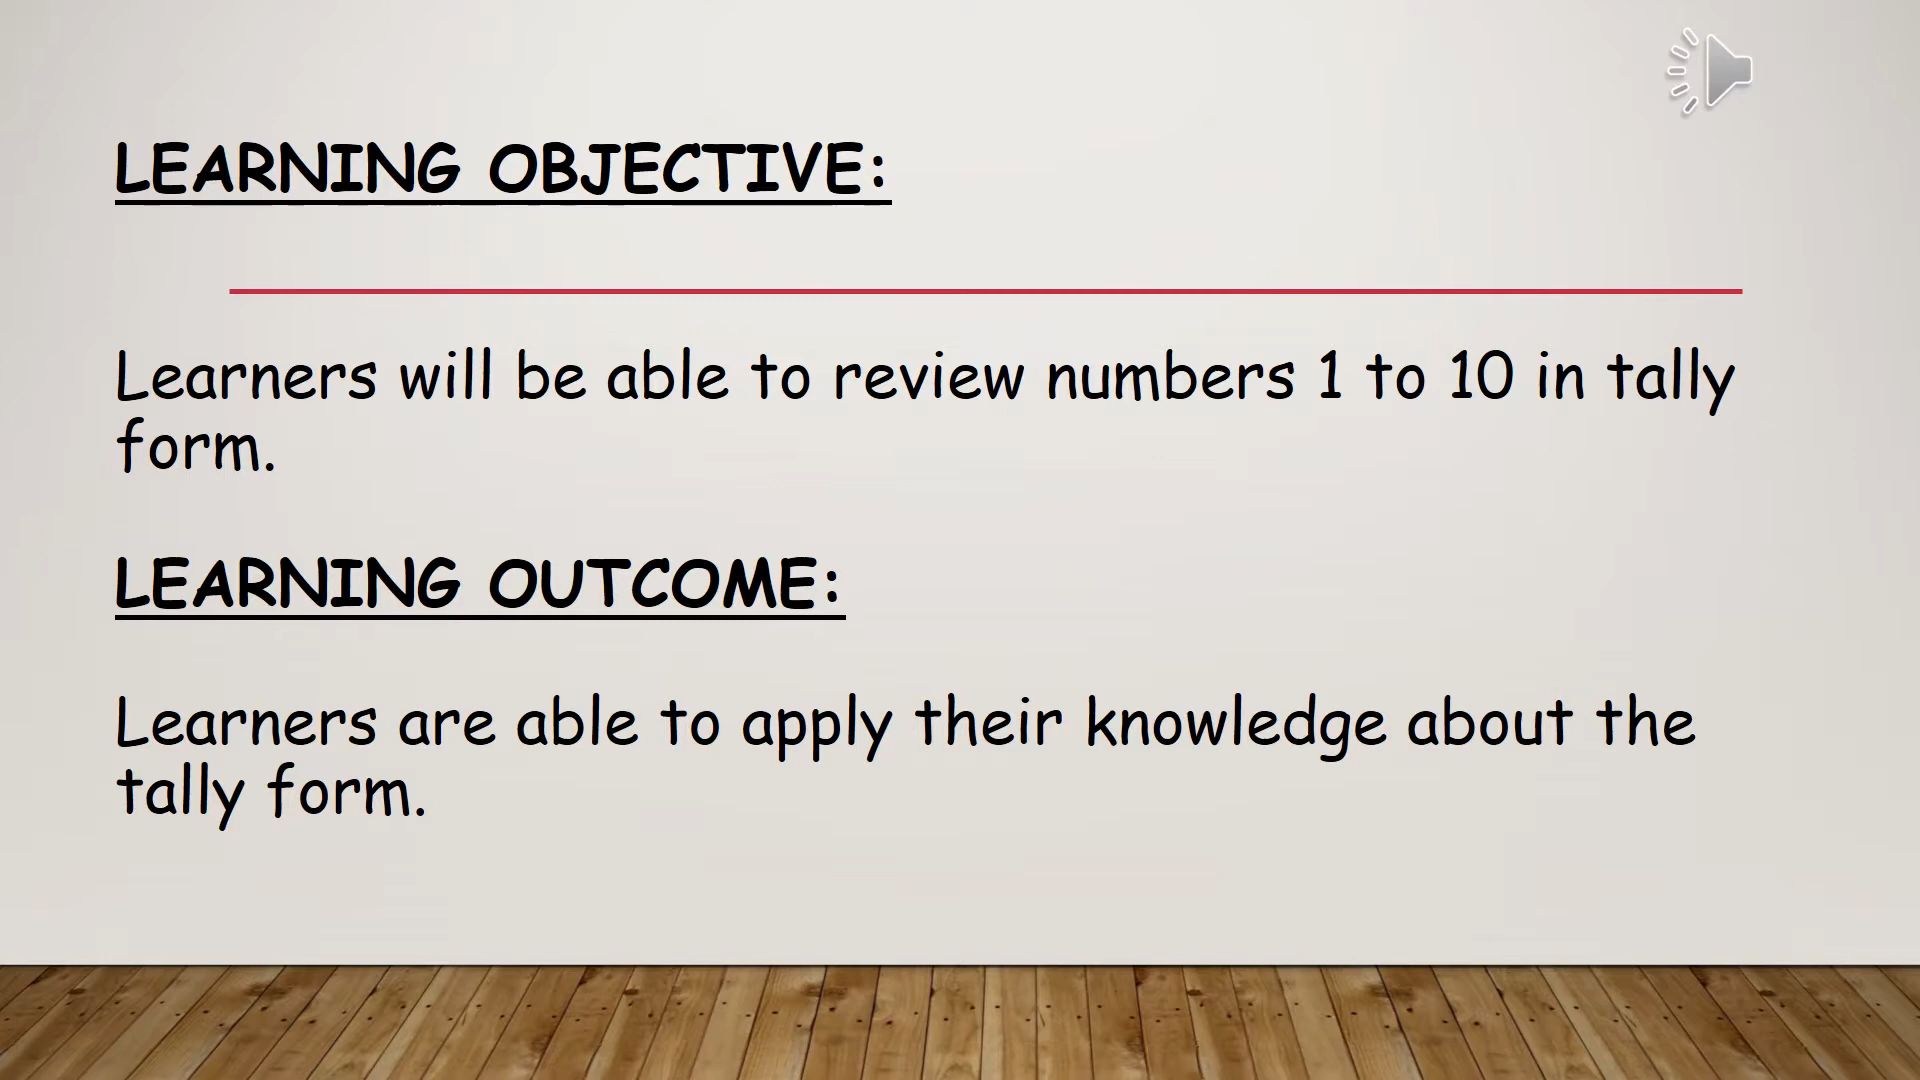 LEARNING OBJECTIVE:
Learners will be able to review numbers 1 to 10 in tally
form.
LEARNING OUTCOME:
Learners are able to apply their knowledge about the
tally form.